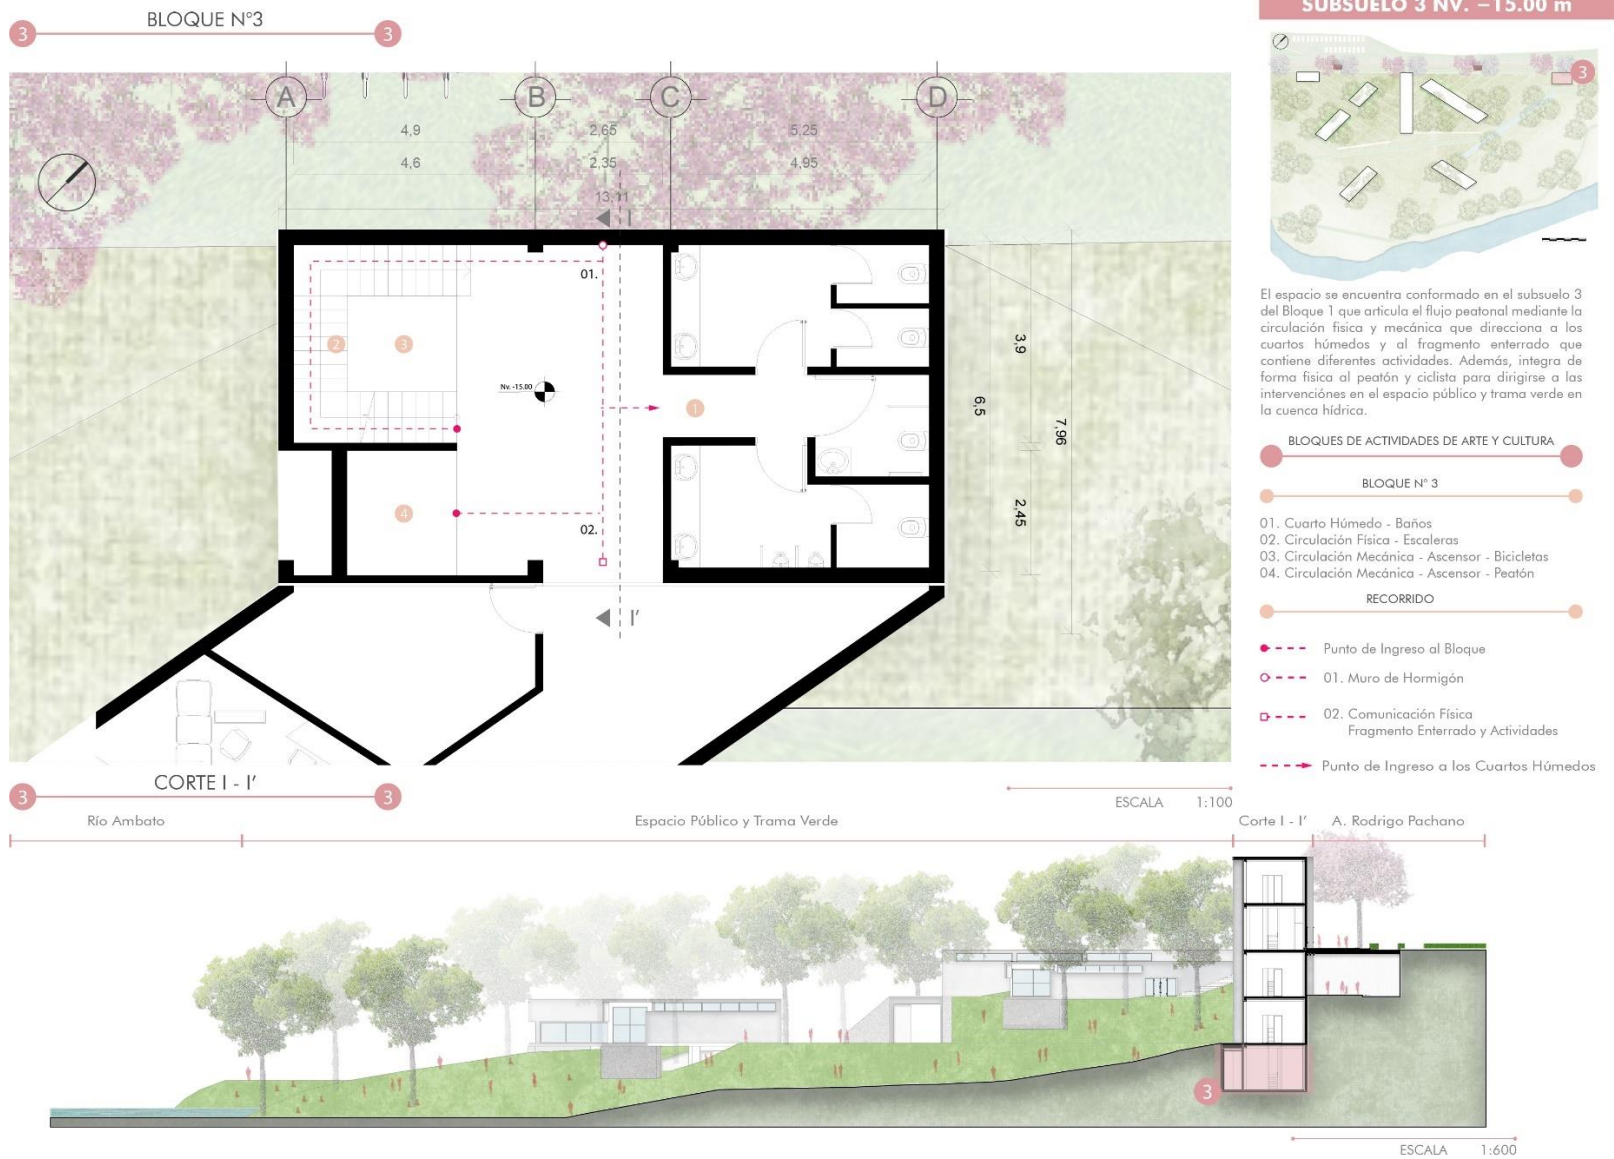 BLOQUE N°3
3
3
SUBSUELO 3 NV. –15.00 m
3
A
B
C
D
4,9
2,65
5,25
4,6
2,35
4,95
13,11
I
01.
2
3
Nv. -15.00
1
3,9
6,5
7,96
4
02.
2,45
I'
El espacio se encuentra conformado en el subsuelo 3
del Bloque 1 que articula el flujo peatonal mediante la
circulación física y mecánica que direcciona a los
cuartos húmedos y al fragmento enterrado que
contiene diferentes actividades. Además, integra de
forma física al peatón y ciclista para dirigirse a las
intervenciónes en el espacio público y trama verde en
la cuenca hídrica.
BLOQUES DE ACTIVIDADES DE ARTE Y CULTURA
BLOQUE N° 3
01. Cuarto Húmedo - Baños
02. Circulación Física - Escaleras
03. Circulación Mecánica - Ascensor - Bicicletas
04. Circulación Mecánica - Ascensor - Peatón
RECORRIDO
Punto de Ingreso al Bloque
01. Muro de Hormigón
02. Comunicación Física
Fragmento Enterrado y Actividades
Punto de Ingreso a los Cuartos Húmedos
CORTE I - I'
3
3
ESCALA 1:100
Río Ambato
Espacio Público y Trama Verde
Corte I - I'
A. Rodrigo Pachano
3
ESCALA 1:600